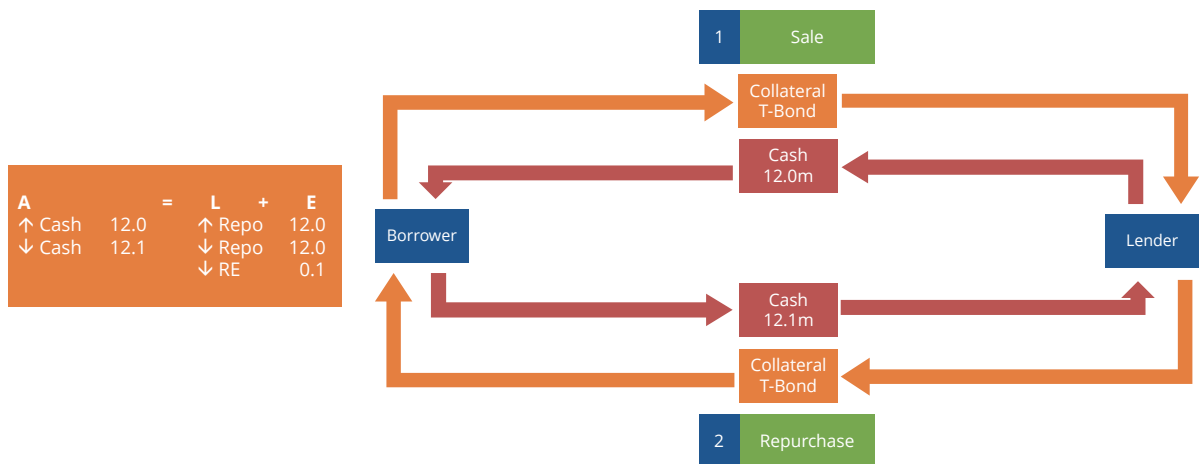 1 Sale
Collateral
T-Bond
Cash
12.0m
A = L + E
↑ Cash 12.0 ↑ Repo 12.0
↓ Cash 12.1 ↓ Repo 12.0
↓ RE 0.1
Borrower
Lender
Cash
12.1m
Collateral
T-Bond
2 Repurchase